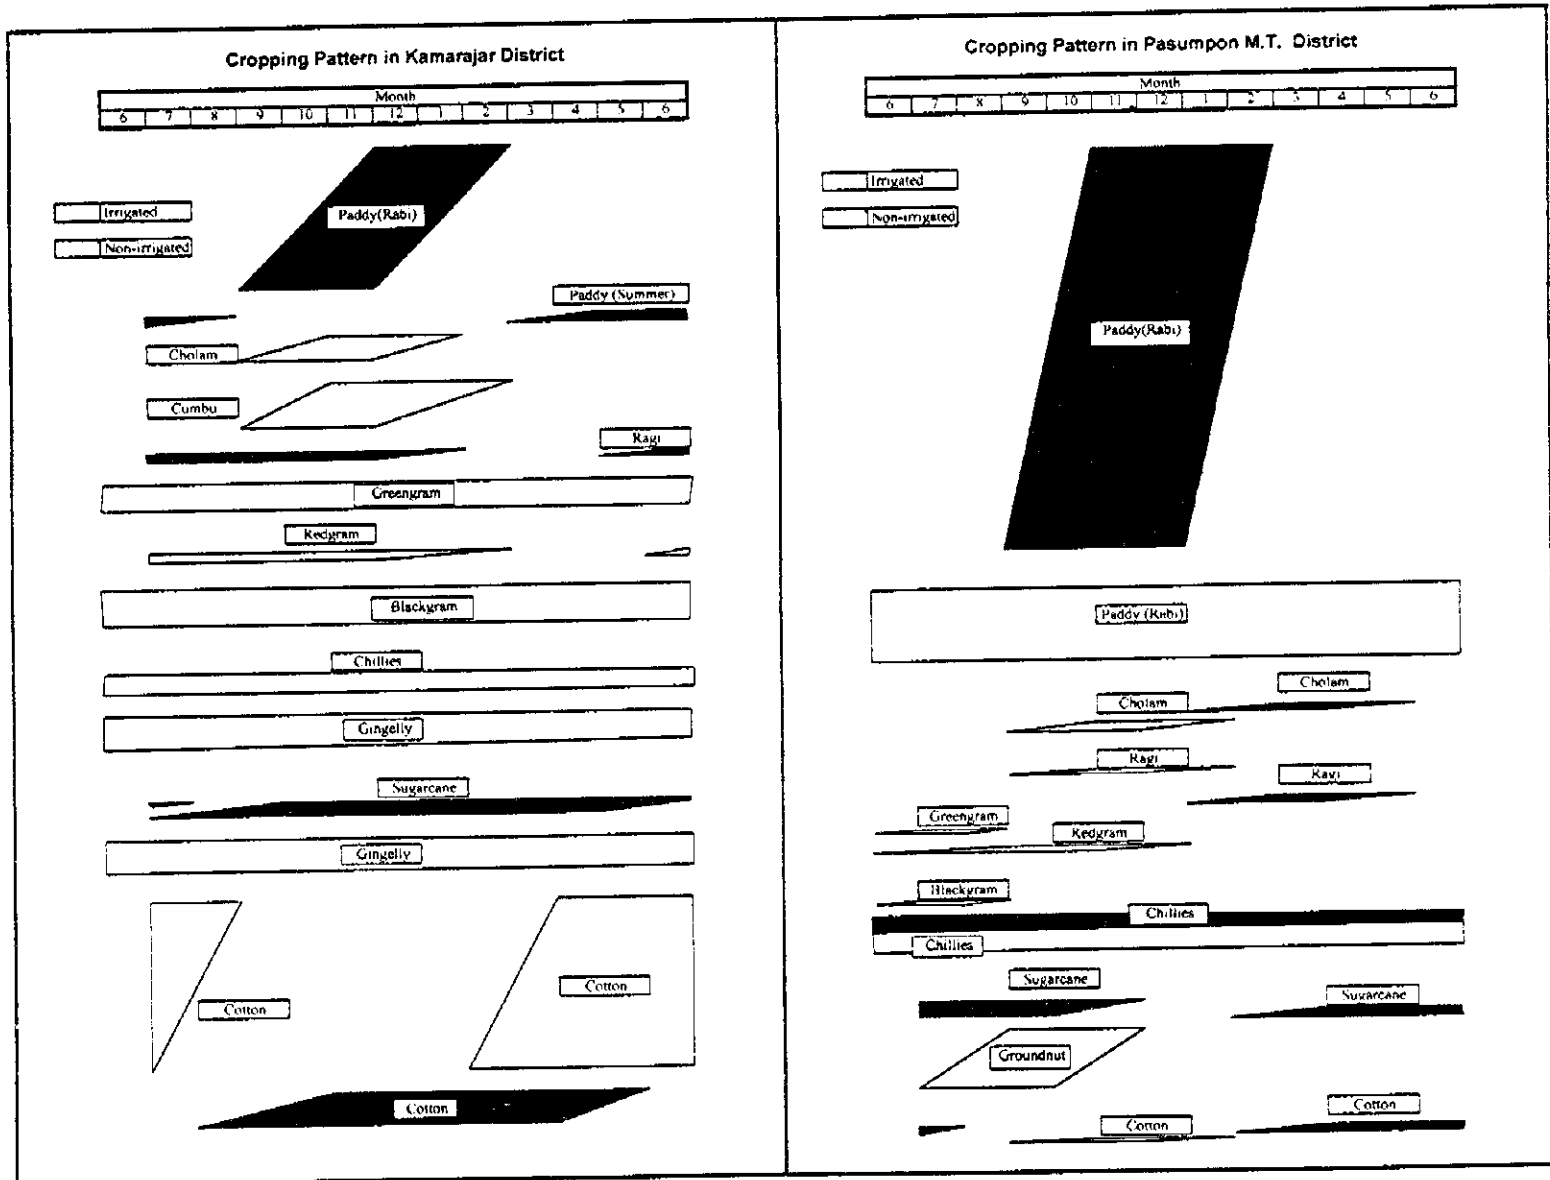 Cropping Pattern in Kamarajar District
Month
6 7 8 9 10 11 12 1 2 3 4 5 6
Irrigated
Non-irrigated
Paddy(Rabi)
Paddy (Summer)
Cholam
Cumbu
Ragi
Greengram
Redgram
Blackgram
Chillies
Gingelly
Sugarcane
Gingelly
Cotton
Cotton
Cotton
Cropping Pattern in Pasumpon M.T. District
Month
6 7 8 9 10 11 12 1 2 3 4 5 6
Irrigated
Non-irrigated
Paddy(Rabi)
Paddy (Rabi)
Cholam
Cholam
Ragi
Ragi
Greengram
Redgram
Blackgram
Chillies
Chillies
Sugarcane
Sugarcane
Groundnut
Cotton
Cotton